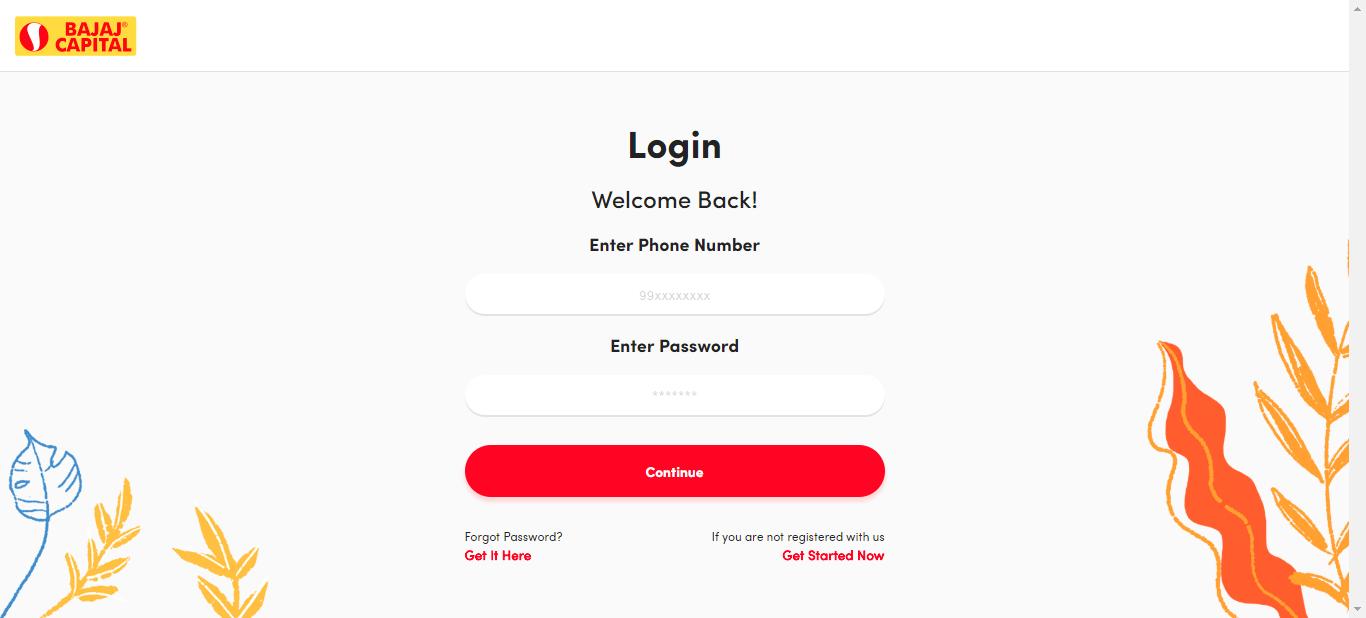 BAJAJ®
CAPITAL
Login
Welcome Back!
Enter Phone Number
99xxxxxxxx
Enter Password
*******
Continue
Forgot Password?
Get It Here
If you are not registered with us
Get Started Now